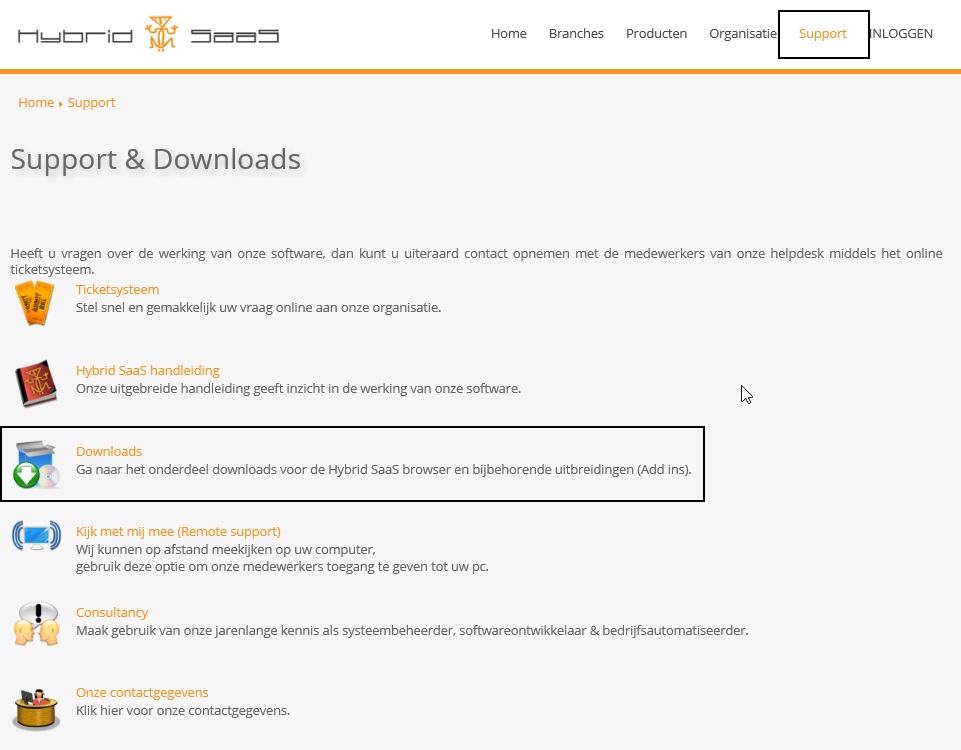 Hybrid SaaS
Home Branches Producten Organisatie Support INLOGGEN
Home Support
Support & Downloads
Heeft u vragen over de werking van onze software, dan kunt u uiteraard contact opnemen met de medewerkers van onze helpdesk middels het online
ticketsysteem.
Ticketsysteem
Stel snel en gemakkelijk uw vraag online aan onze organisatie.
Hybrid SaaS handleiding
Onze uitgebreide handleiding geeft inzicht in de werking van onze software.
Downloads
Ga naar het onderdeel downloads voor de Hybrid SaaS browser en bijbehorende uitbreidingen (Add ins).
Kijk met mij mee (Remote support)
Wij kunnen op afstand meekijken op uw computer,
gebruik deze optie om onze medewerkers toegang te geven tot uw pc.
Consultancy
Maak gebruik van onze jarenlange kennis als systeembeheerder, softwareontwikkelaar & bedrijfsautomatiseerder.
Onze contactgegevens
Klik hier voor onze contactgegevens.